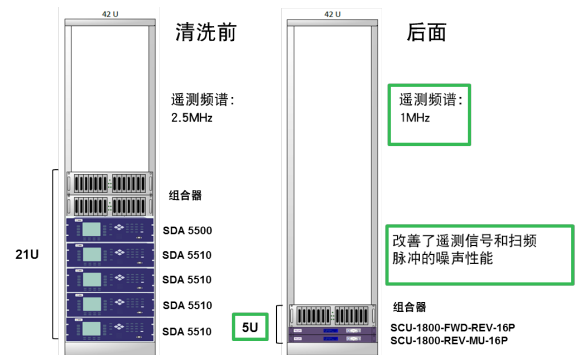 42 U
清洗前
遥测频谱：
2.5MHz
组合器
SDA 5500
SDA 5510
SDA 5510
SDA 5510
SDA 5510
21U
42 U
后面
遥测频谱：
1MHz
改善了遥测信号和扫频
脉冲的噪声性能
组合器
5U
SCU-1800-FWD-REV-16P
SCU-1800-REV-MU-16P